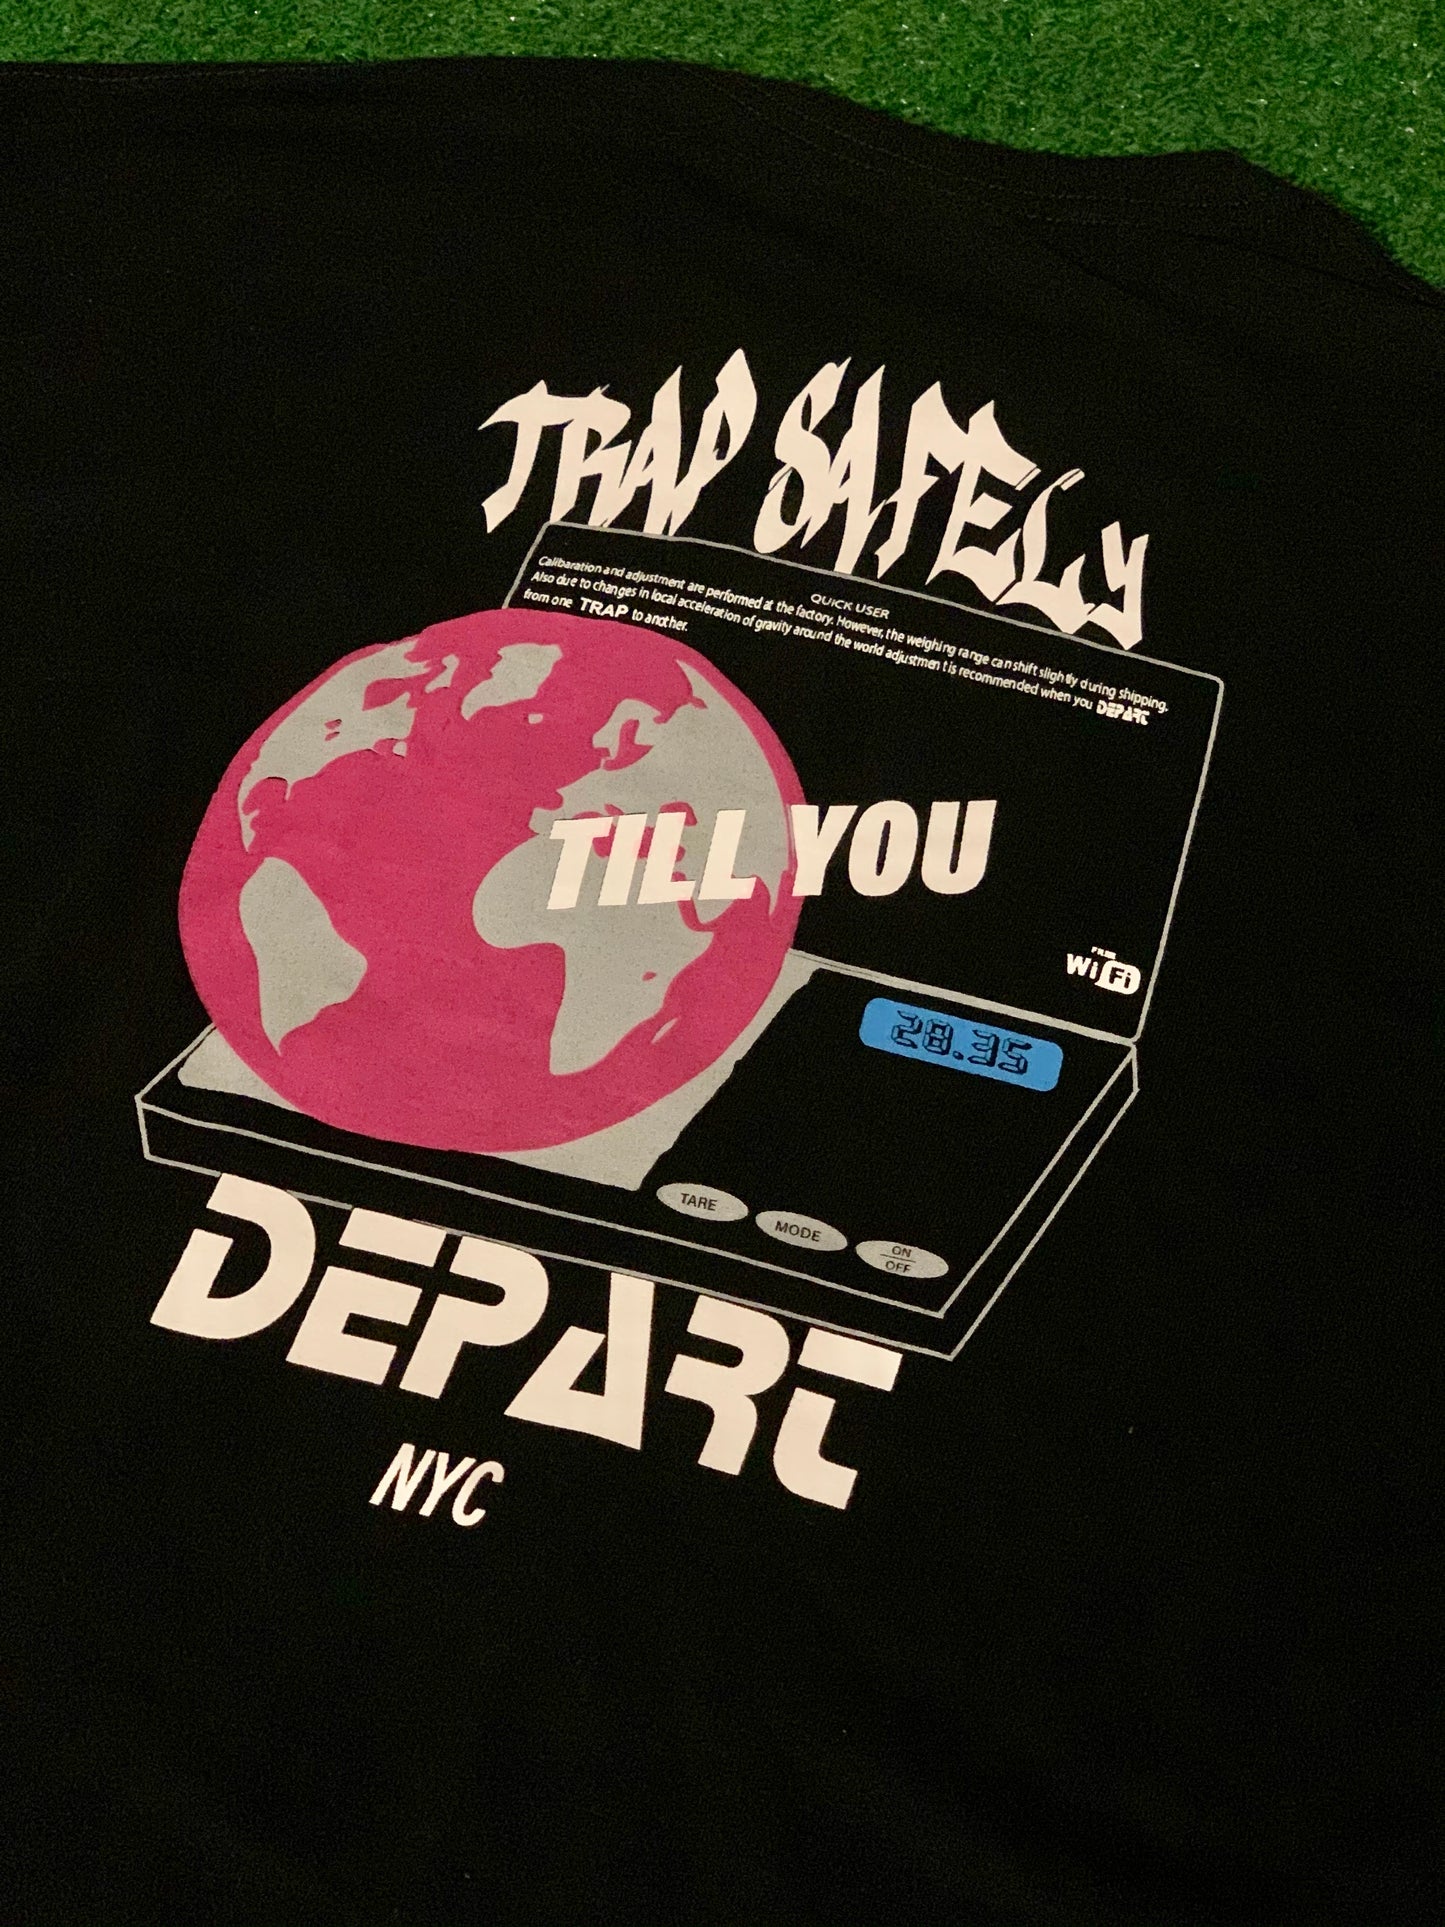 TRAP SAFELY
QUICK USER
Calibaration and adjustment are performed at the factory. However, the weighing range can shift slightly during shipping.
Also due to changes in local acceleration of gravity around the world adjustment is recommended when you DEPART
from one TRAP to another.
TILL YOU
FREE
WiFi
28.35
TARE
MODE
ON
OFF
DEPART
NYC